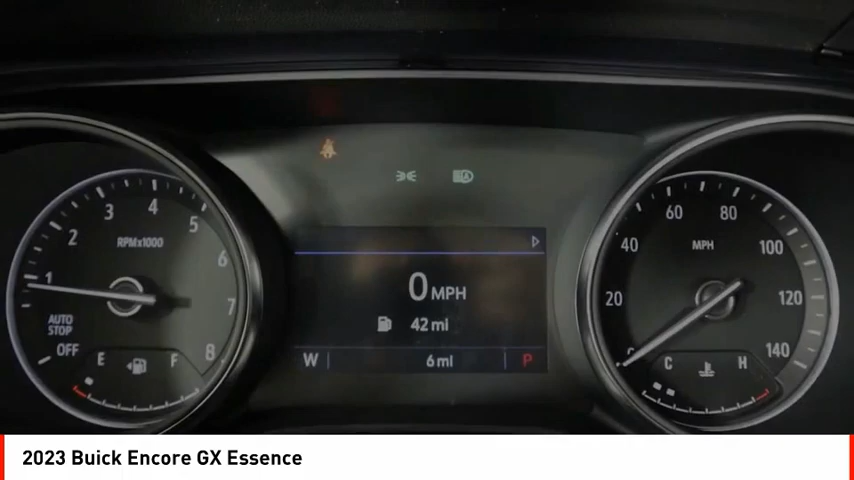 1
2
3
4
5
6
7
8
RPMx1000
AUTO
STOP
OFF
E
F
0 MPH
42 mi
W
6 mi
P
0
20
40
60
80
100
120
140
MPH
C
H
2023 Buick Encore GX Essence